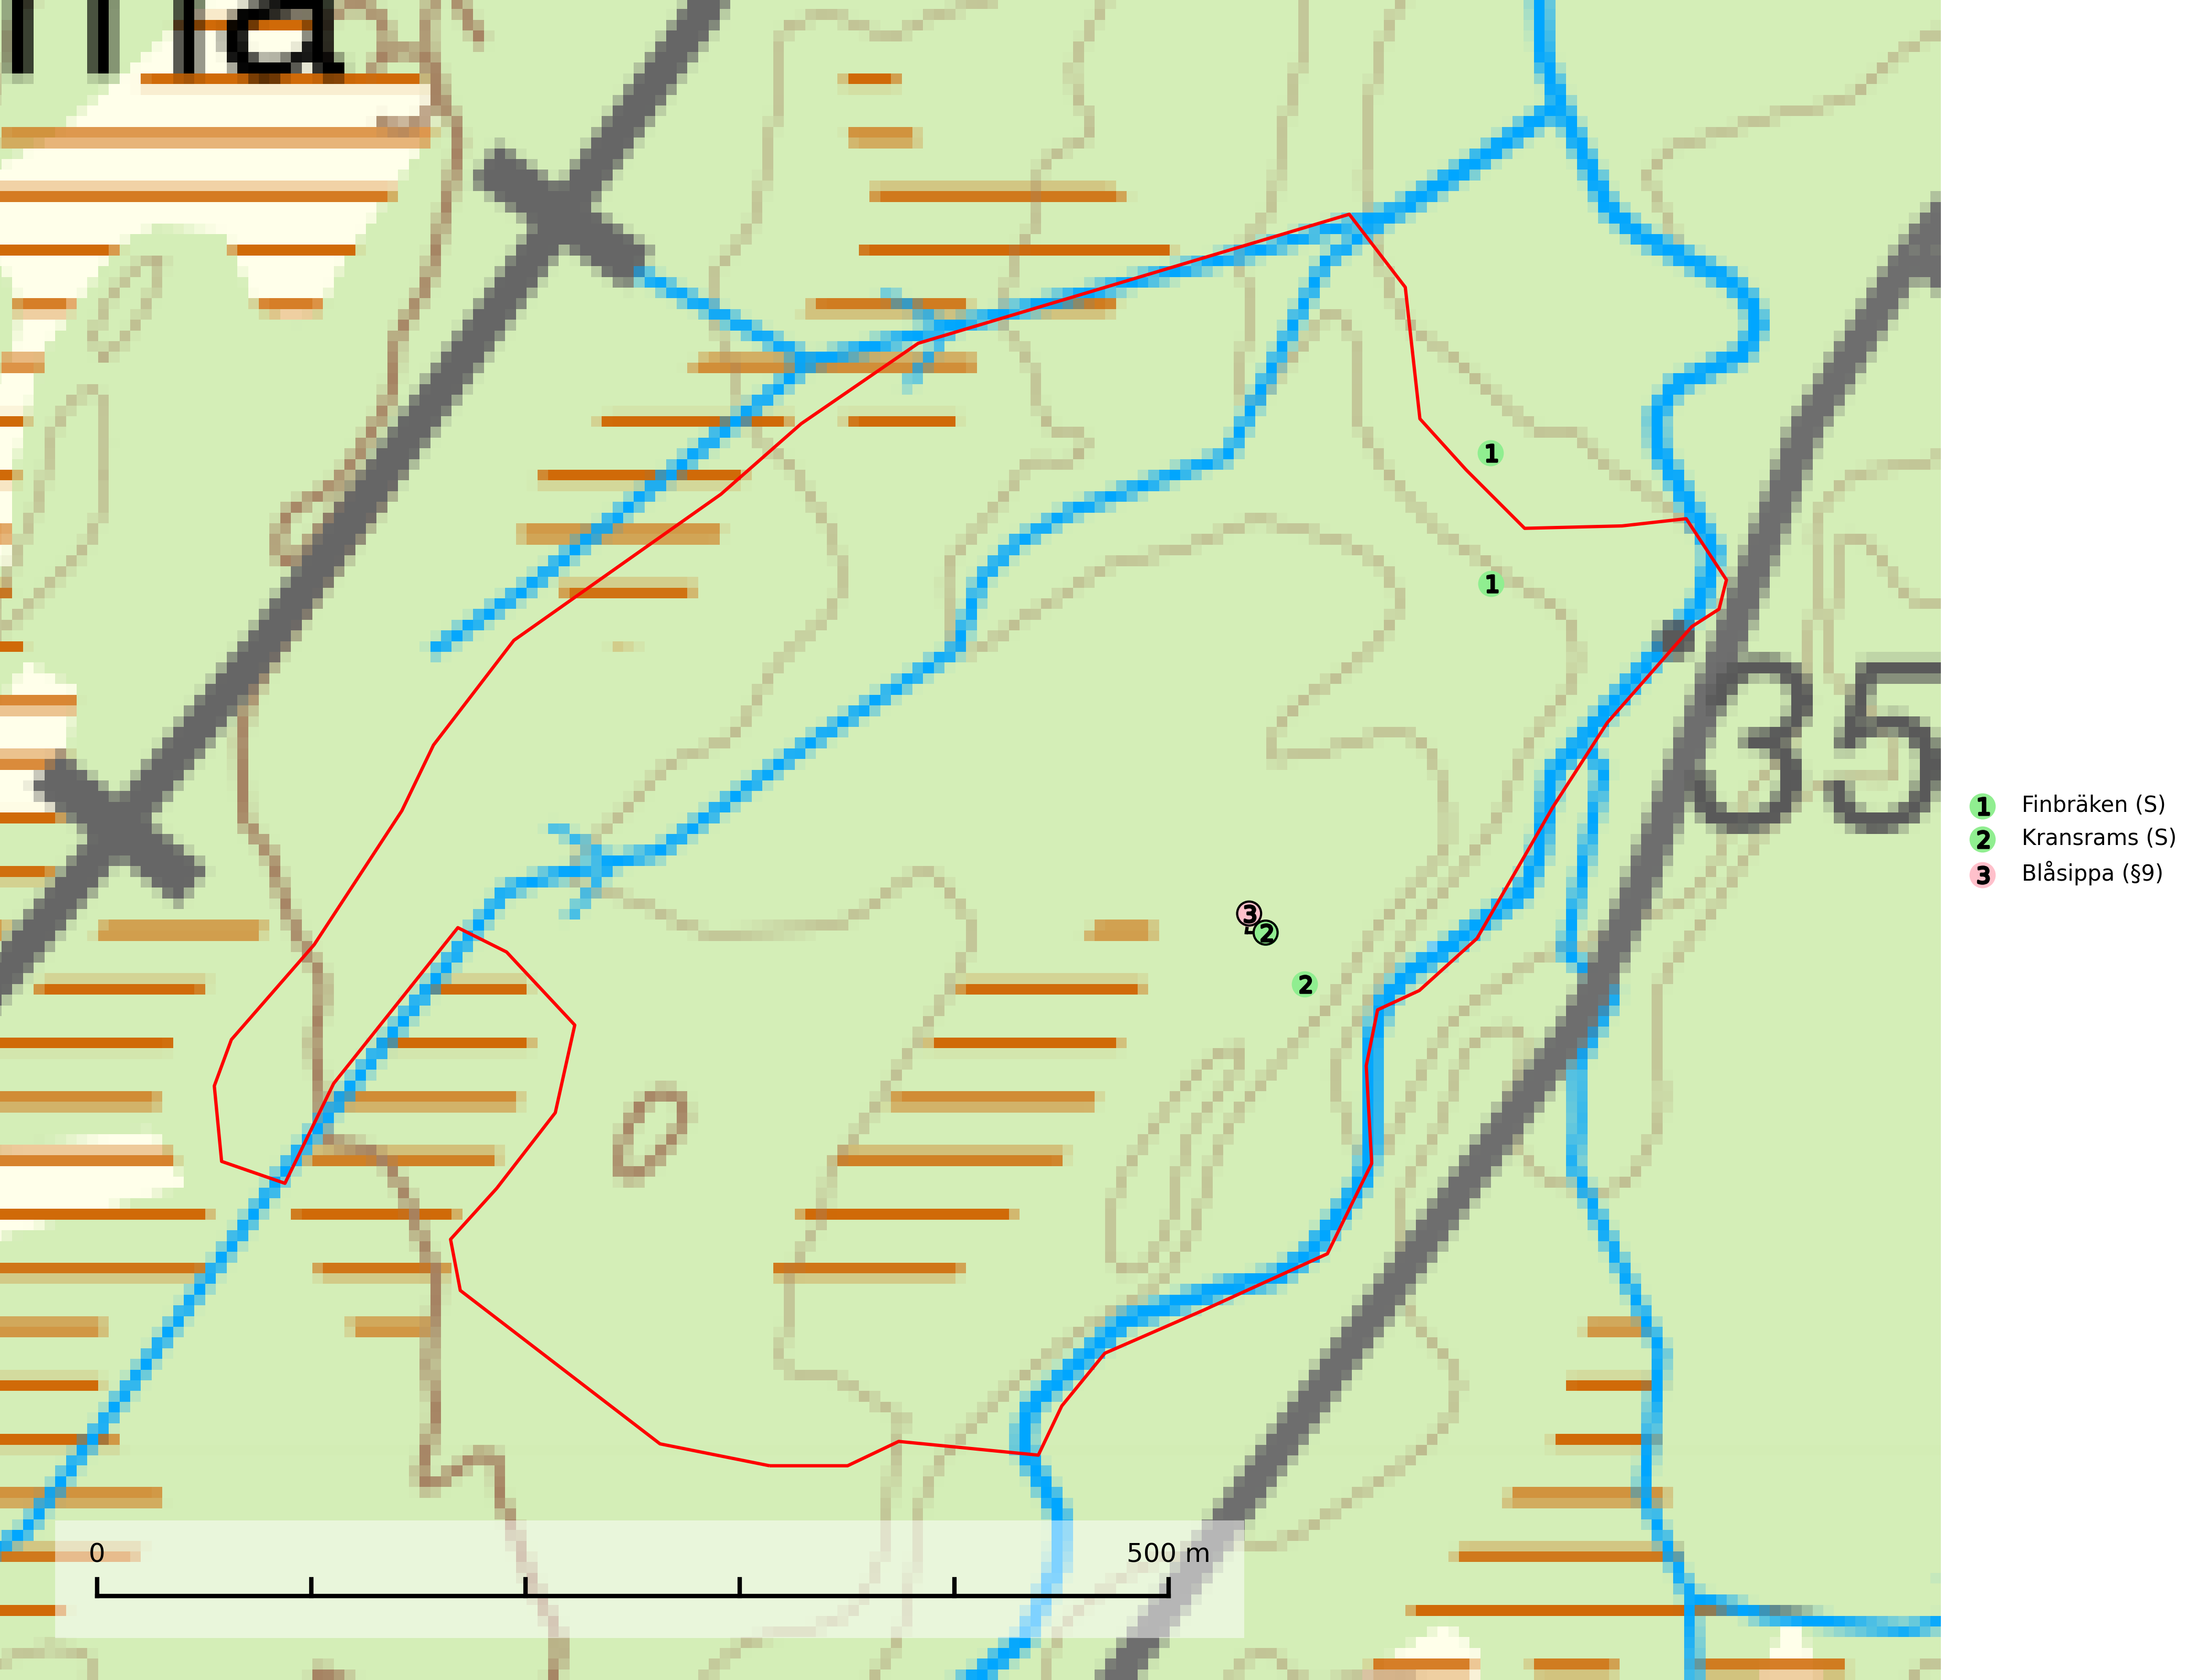 1
1
35
3
2
2
1 Finbräken (S)
2 Kransrams (S)
3 Blåsippa (§9)
0 500 m